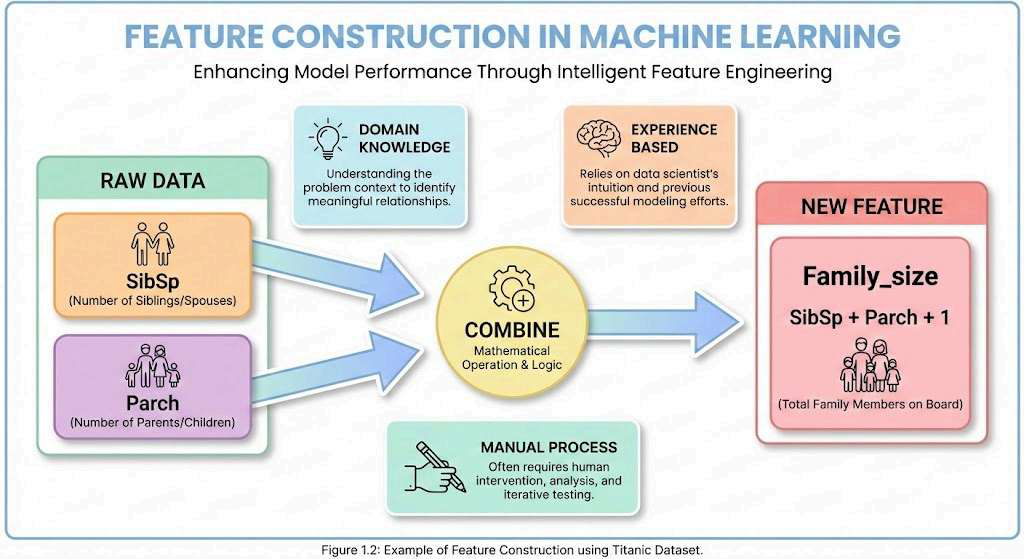 FEATURE CONSTRUCTION IN MACHINE LEARNING
Enhancing Model Performance Through Intelligent Feature Engineering
RAW DATA
SibSp
(Number of Siblings/Spouses)
Parch
(Number of Parents/Children)
DOMAIN
KNOWLEDGE
Understanding the
problem context to identify
meaningful relationships.
EXPERIENCE
BASED
Relies on data scientist's
intuition and previous
successful modeling efforts.
COMBINE
Mathematical
Operation & Logic
MANUAL PROCESS
Often requires human
intervention, analysis, and
iterative testing.
NEW FEATURE
Family_size
SibSp + Parch + 1
(Total Family Members on Board)
Figure 1.2: Example of Feature Construction using Titanic Dataset.